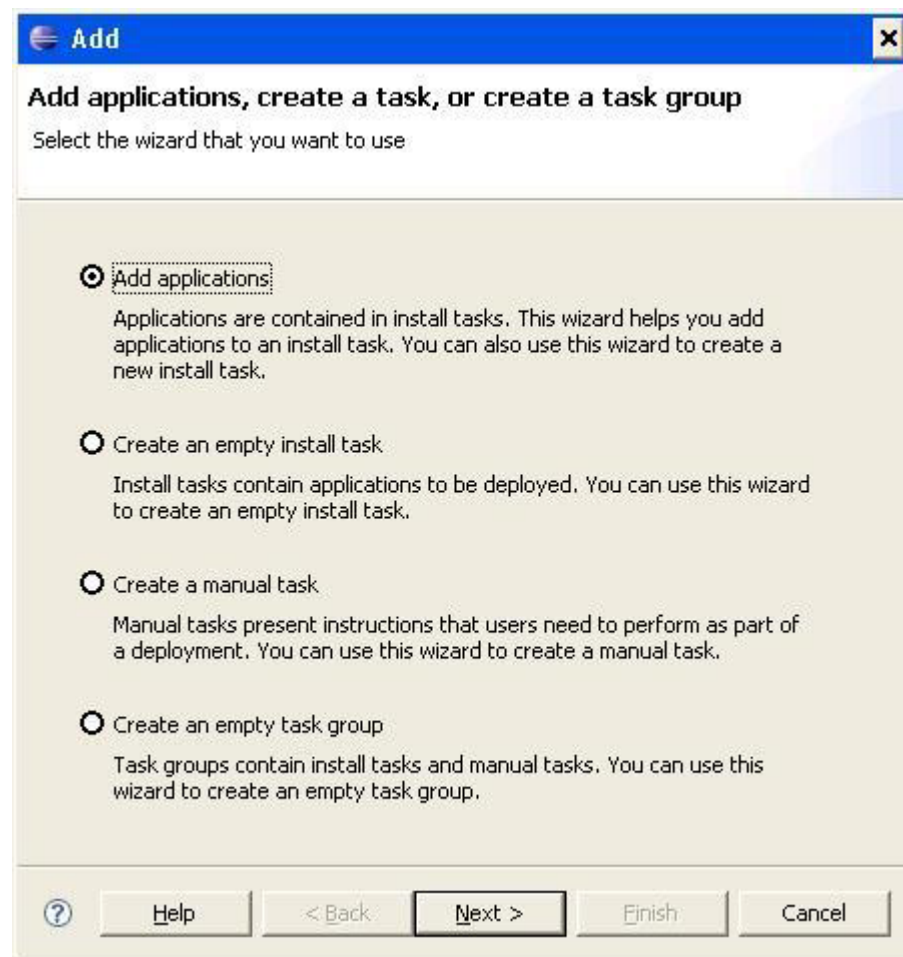 Add
Add applications, create a task, or create a task group
Select the wizard that you want to use
Add applications
Applications are contained in install tasks. This wizard helps you add
applications to an install task. You can also use this wizard to create a
new install task.
Create an empty install task
Install tasks contain applications to be deployed. You can use this wizard
to create an empty install task.
Create a manual task
Manual tasks present instructions that users need to perform as part of
a deployment. You can use this wizard to create a manual task.
Create an empty task group
Task groups contain install tasks and manual tasks. You can use this
wizard to create an empty task group.
? Help < Back Next > Finish Cancel